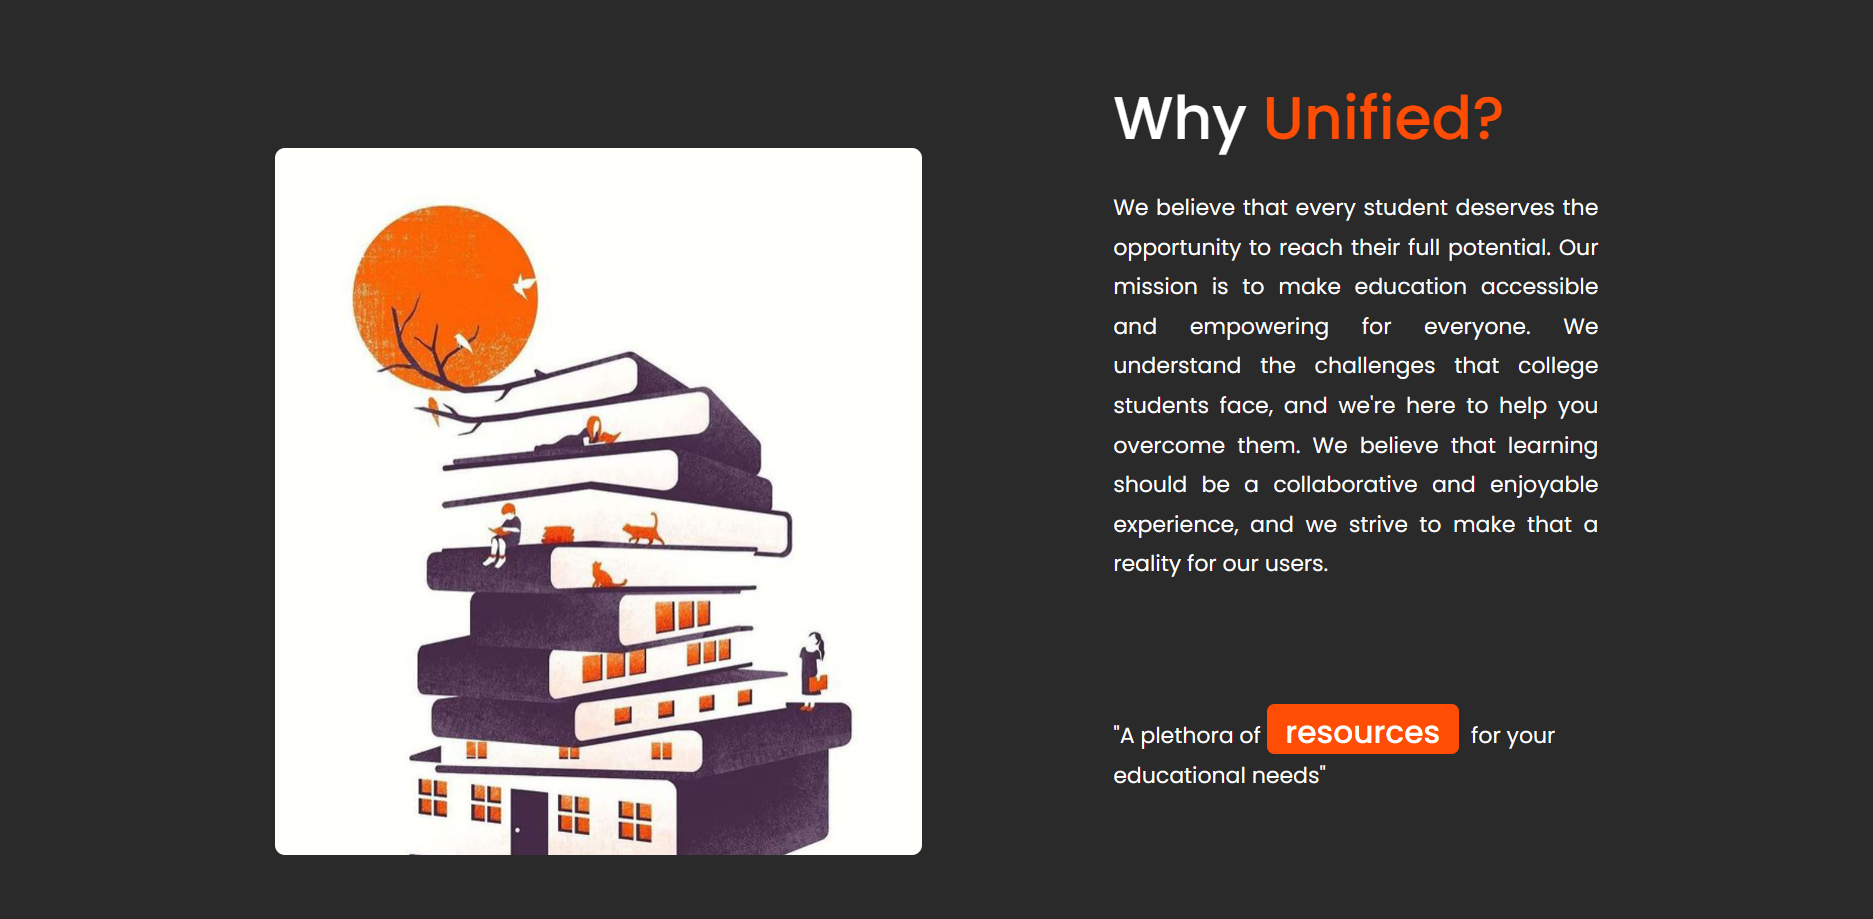 Why Unified?
We believe that every student deserves the
opportunity to reach their full potential. Our
mission is to make education accessible
and empowering for everyone. We
understand the challenges that college
students face, and we're here to help you
overcome them. We believe that learning
should be a collaborative and enjoyable
experience, and we strive to make that a
reality for our users.
"A plethora of resources for your
educational needs"